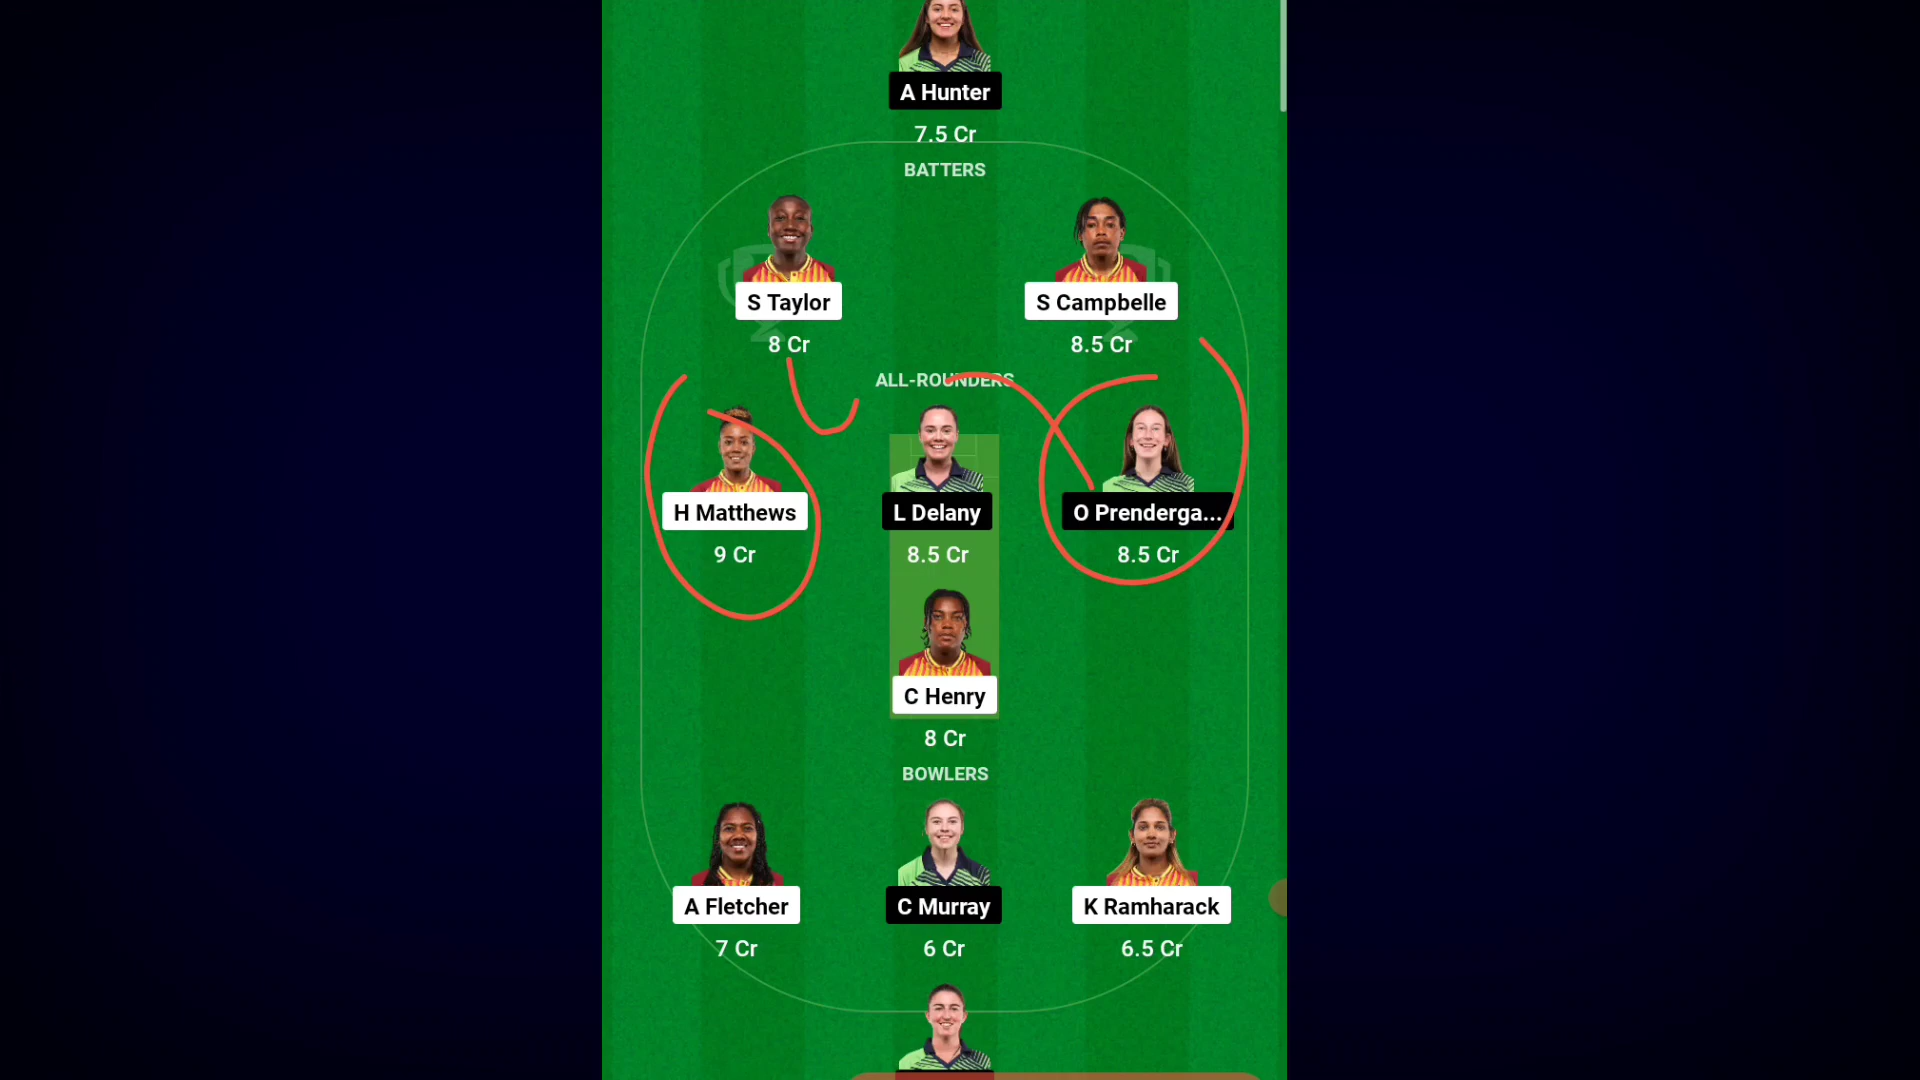 A Hunter
7.5 Cr
BATTERS
S Taylor
S Campbelle
8 Cr
8.5 Cr
ALL-ROUNDERS
H Matthews
L Delany
O Prenderga...
9 Cr
8.5 Cr
8.5 Cr
C Henry
8 Cr
BOWLERS
A Fletcher
C Murray
K Ramharack
7 Cr
6 Cr
6.5 Cr